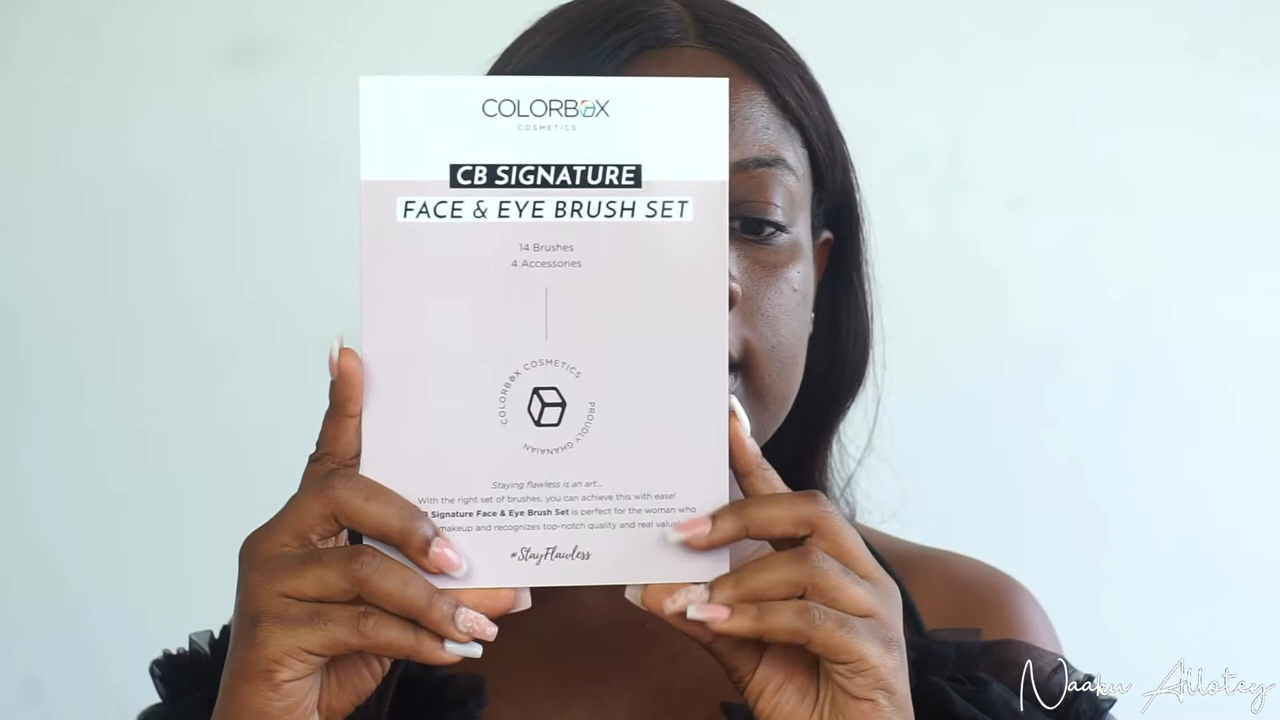 COLORBOX
COSMETICS
CB SIGNATURE
FACE & EYE BRUSH SET
14 Brushes
4 Accessories
COLORBOX COSMETICS
PROUDLY GHANAIAN
Staying flawless is an art...
With the right set of brushes, you can achieve this with ease!
Signature Face & Eye Brush Set is perfect for the woman who
makeup and recognizes top-notch quality and real value!
#StayFlawless
Naaku Allotey